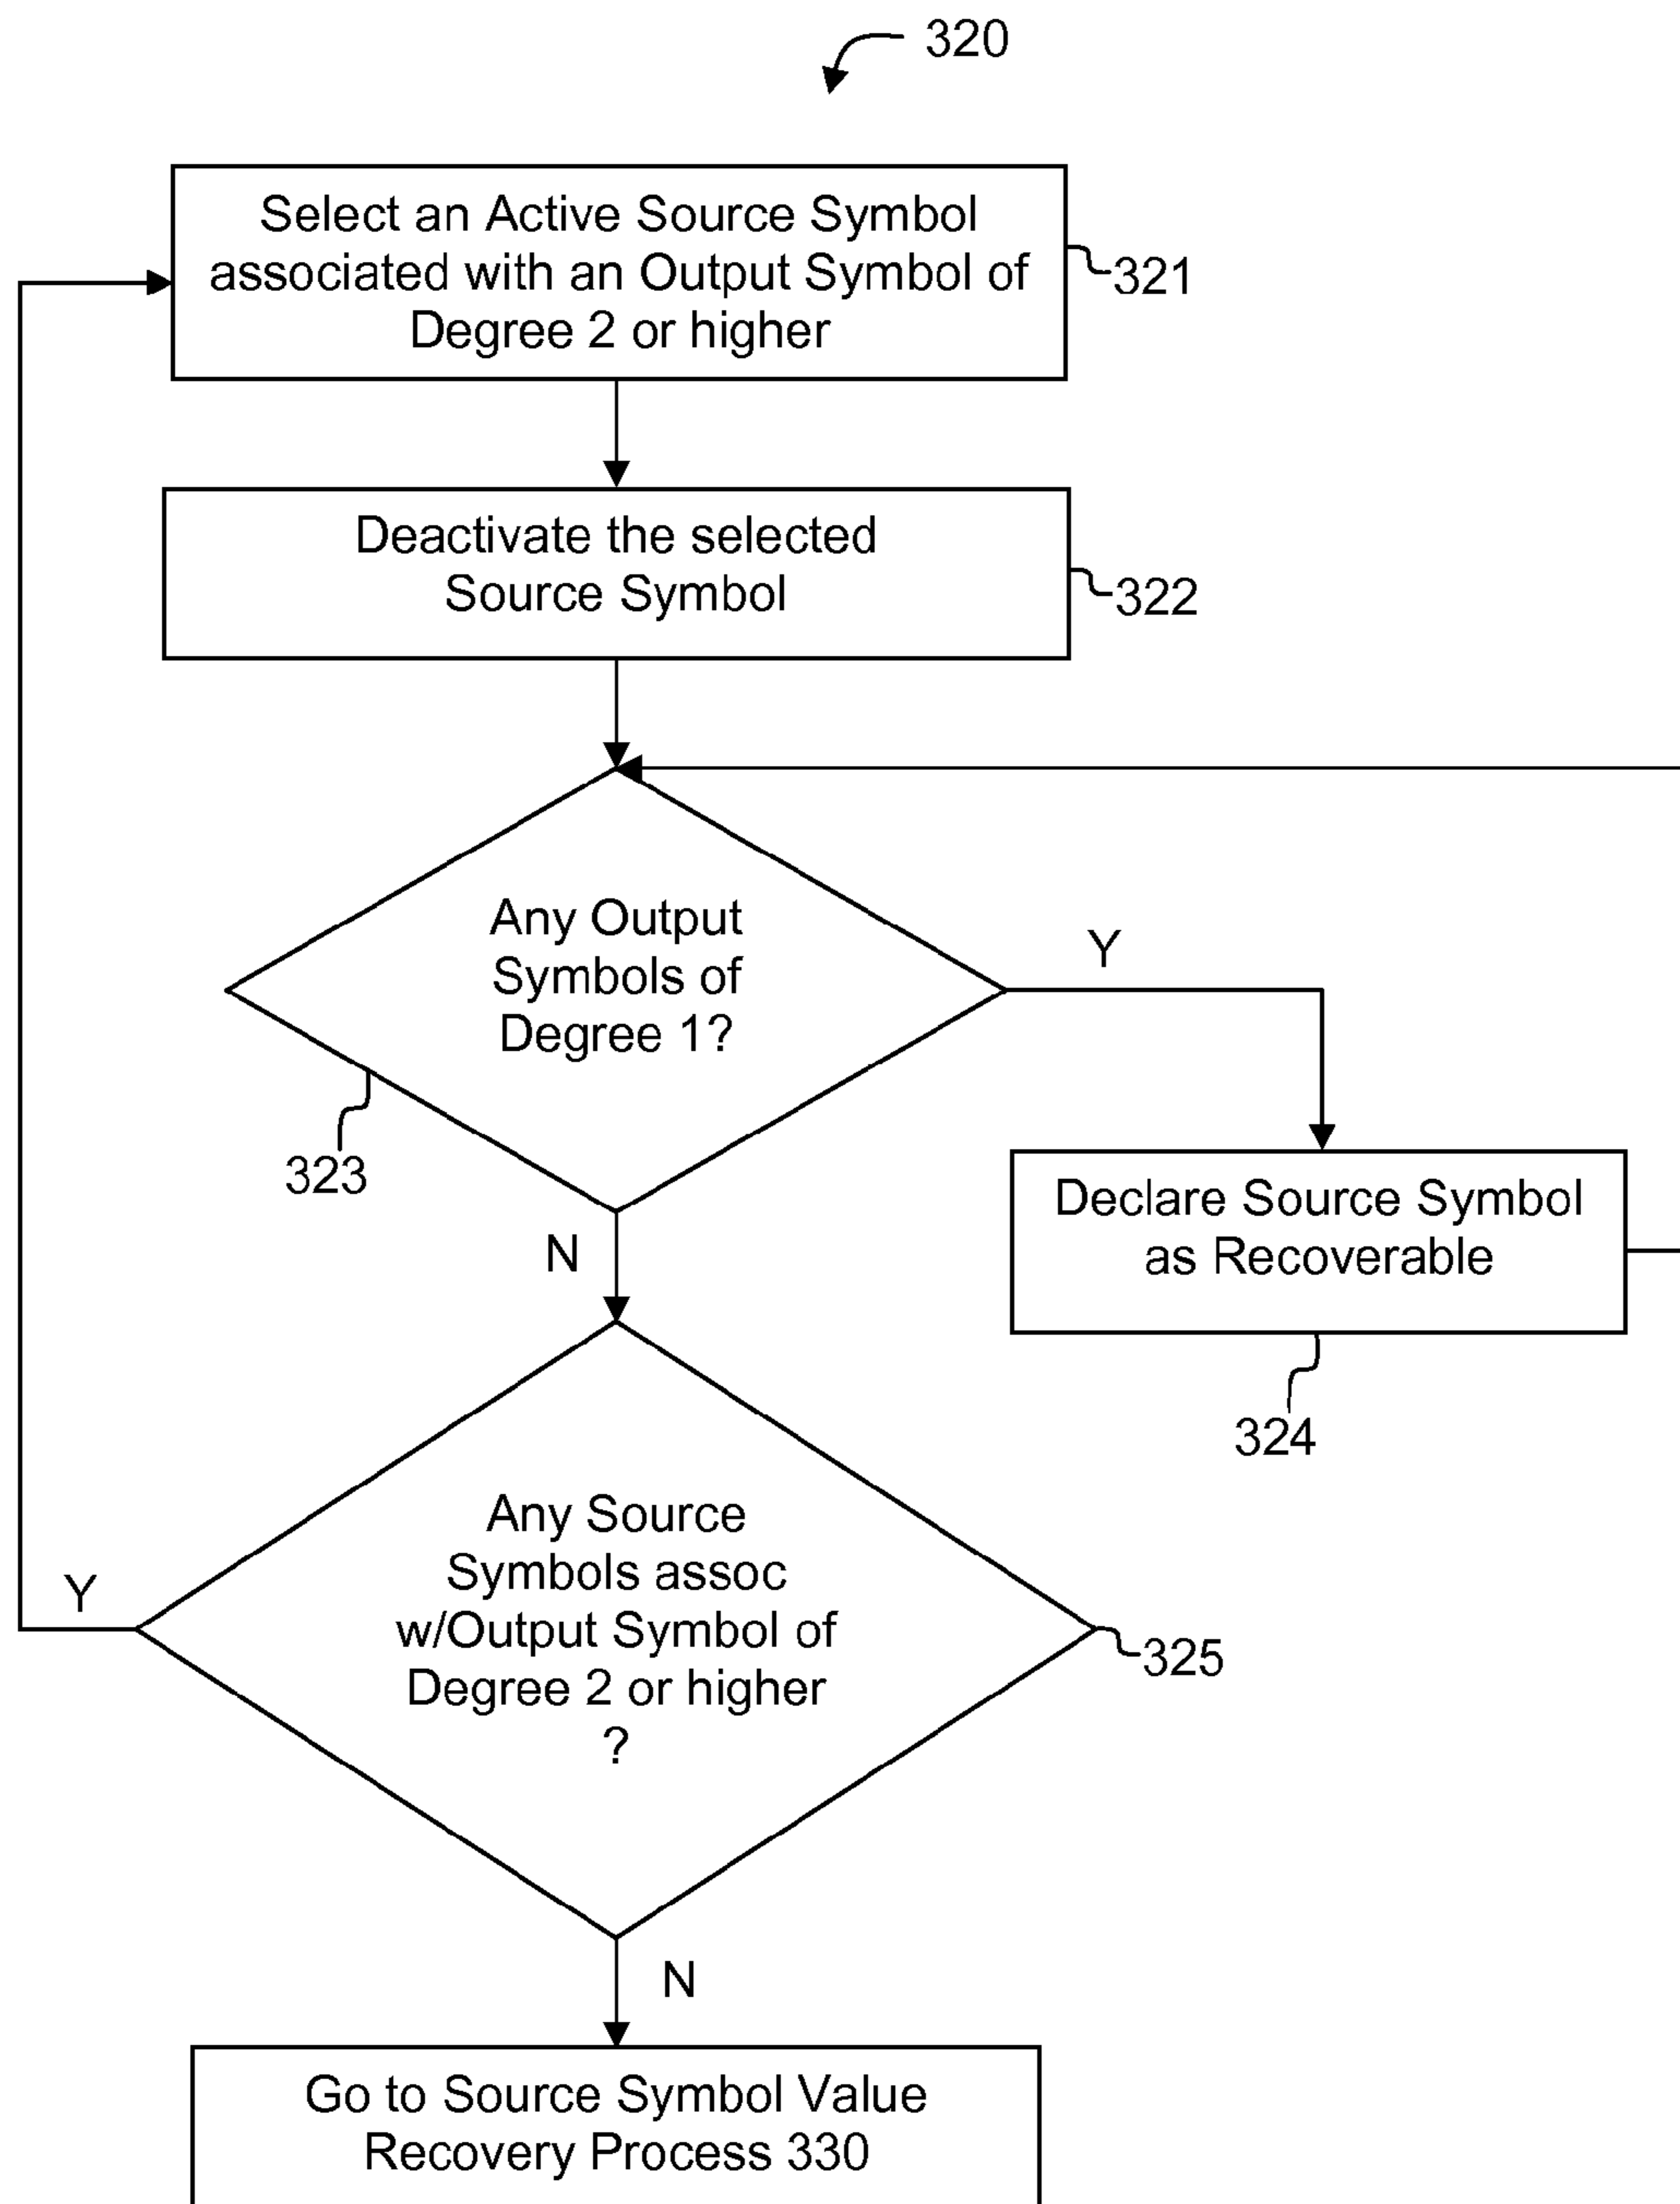 320
Select an Active Source Symbol
associated with an Output Symbol of
Degree 2 or higher
321
Deactivate the selected
Source Symbol
322
Any Output
Symbols of
Degree 1?
Y
323
N
Declare Source Symbol
as Recoverable
324
Any Source
Symbols assoc
w/Output Symbol of
Degree 2 or higher
?
Y
325
N
Go to Source Symbol Value
Recovery Process 330